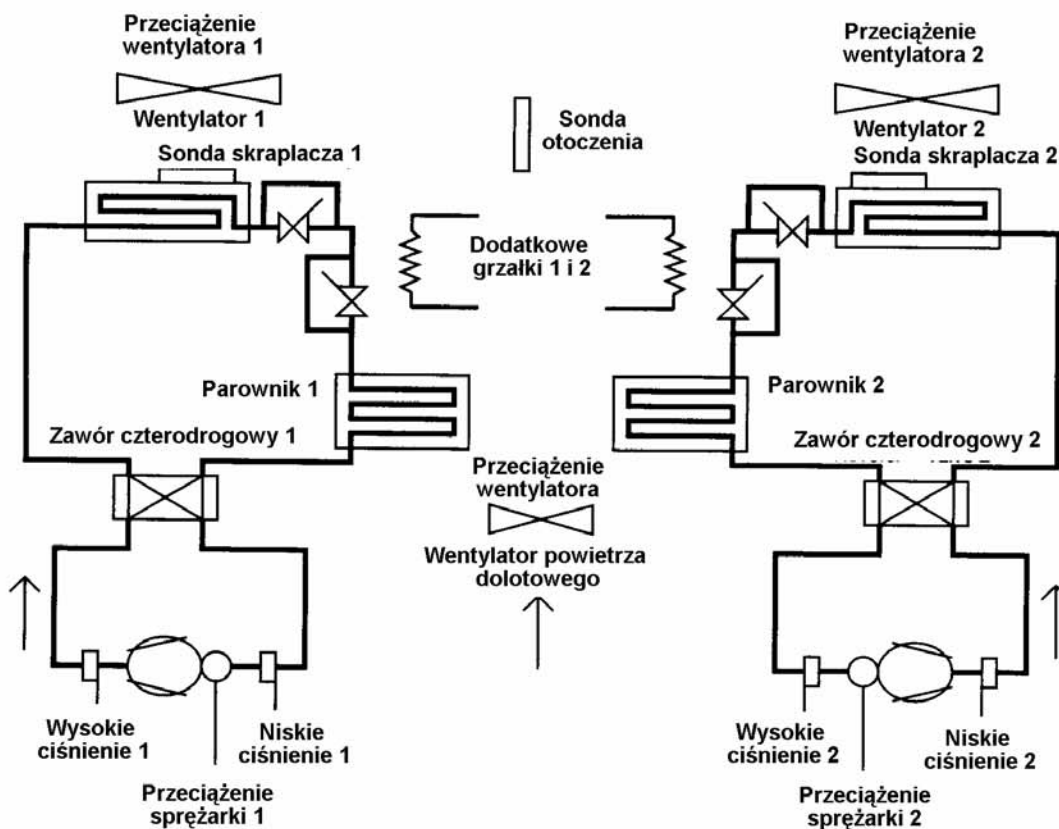 Przeciążenie
wentylatora 1
Wentylator 1
Sonda skraplacza 1
Sonda
otoczenia
Przeciążenie
wentylatora 2
Wentylator 2
Sonda skraplacza 2
Dodatkowe
grzałki 1 i 2
Parownik 1
Parownik 2
Zawór czterodrogowy 1
Zawór czterodrogowy 2
Przeciążenie
wentylatora
Wentylator powietrza
dolotowego
Wysokie
ciśnienie 1
Niskie
ciśnienie 1
Przeciążenie
sprężarki 1
Wysokie
ciśnienie 2
Niskie
ciśnienie 2
Przeciążenie
sprężarki 2